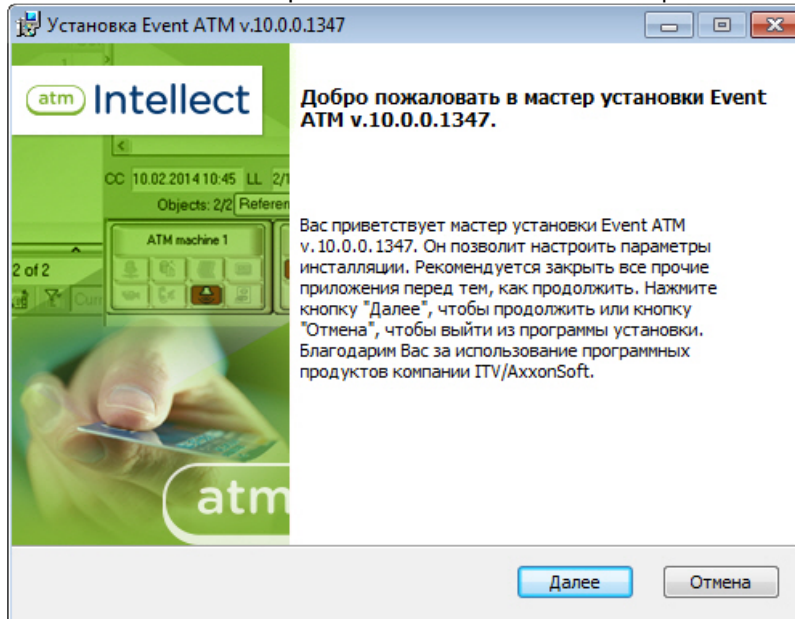 Установка Event ATM v.10.0.0.1347
atm Intellect
CC 10.02.2014 10:45 LL 2/1
Objects: 2/2 Referen
ATM machine 1
2 of 2
Curr
atm
Добро пожаловать в мастер установки Event
ATM v.10.0.0.1347.
Вас приветствует мастер установки Event ATM
v.10.0.0.1347. Он позволит настроить параметры
инсталляции. Рекомендуется закрыть все прочие
приложения перед тем, как продолжить. Нажмите
кнопку "Далее", чтобы продолжить или кнопку
"Отмена", чтобы выйти из программы установки.
Благодарим Вас за использование программных
продуктов компании ITV/AxxonSoft.
Далее
Отмена